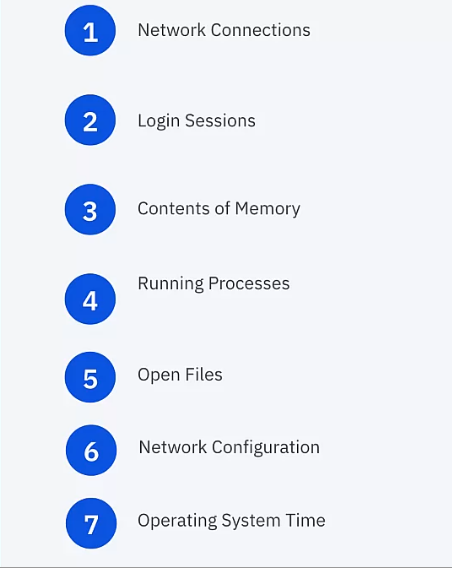 1 Network Connections
2 Login Sessions
3 Contents of Memory
4 Running Processes
5 Open Files
6 Network Configuration
7 Operating System Time